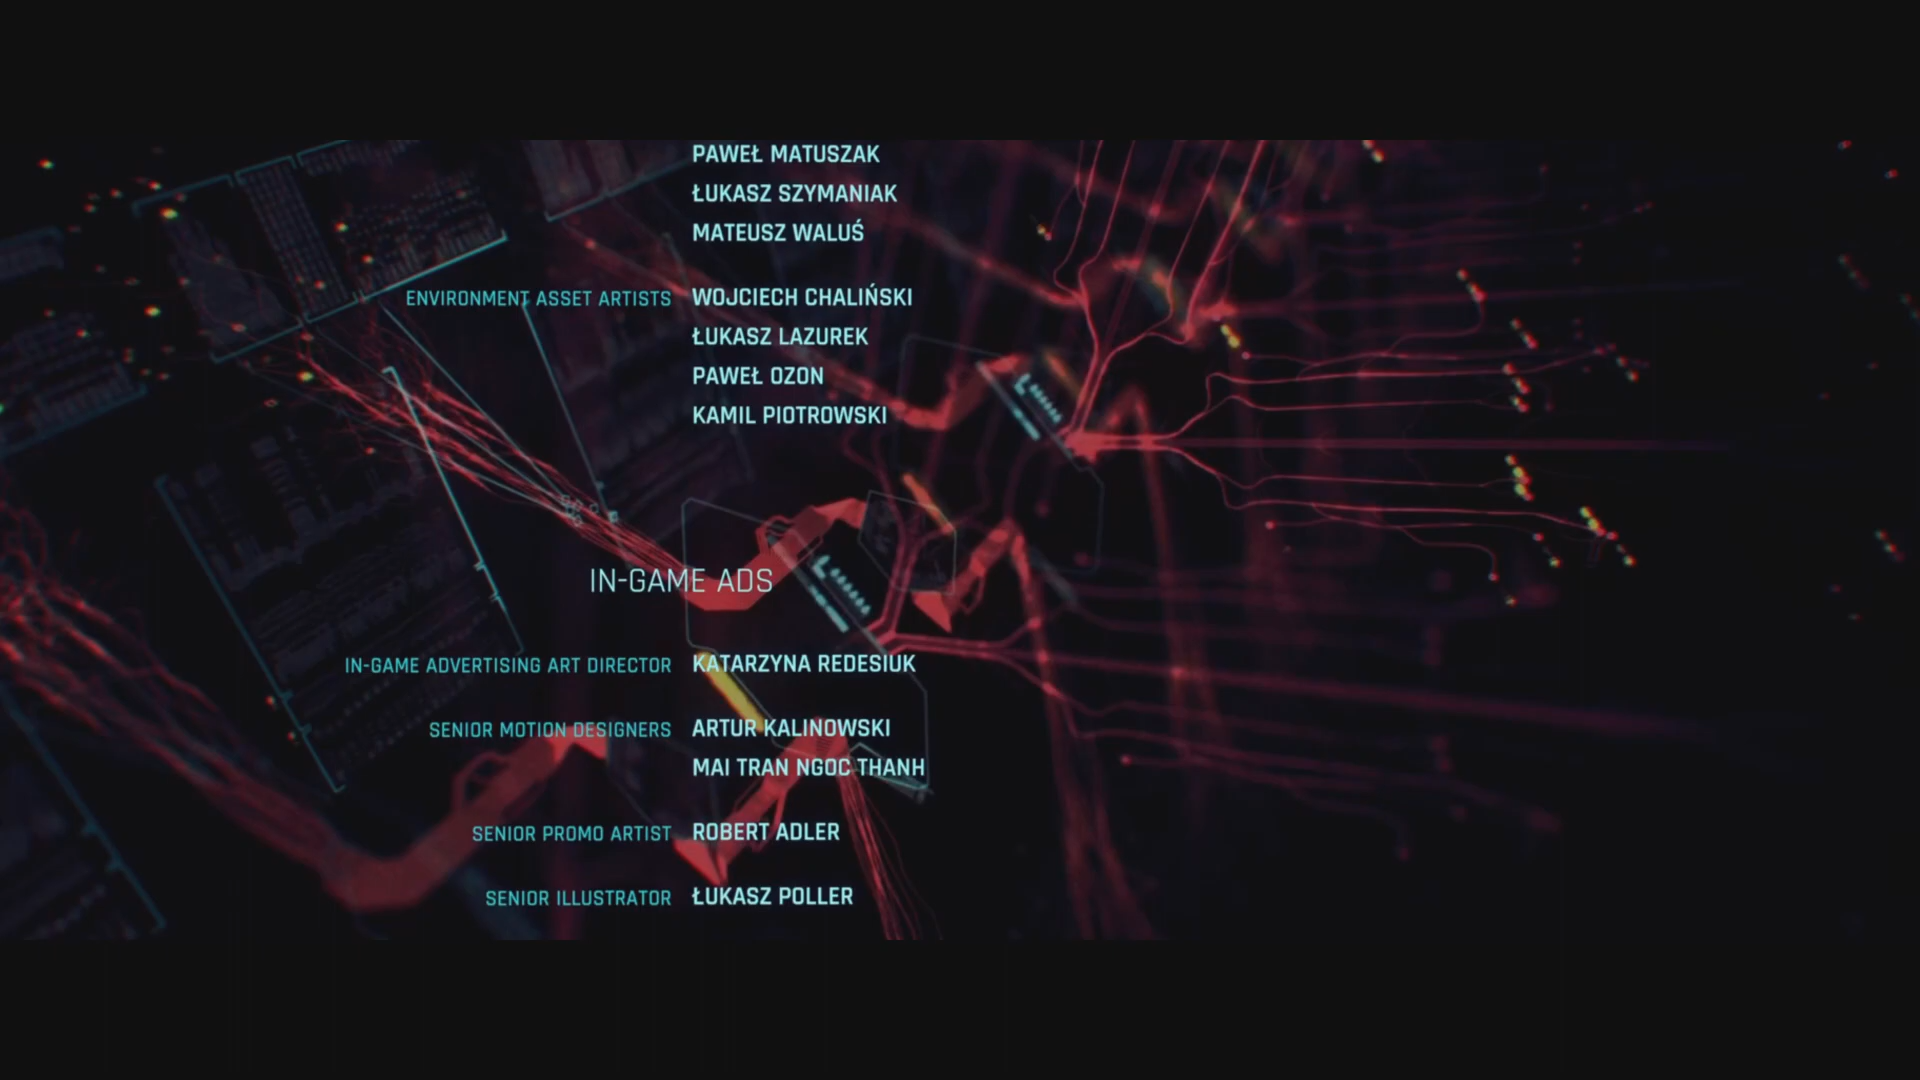 PAWEŁ MATUSZAK
ŁUKASZ SZYMANIAK
MATEUSZ WALUŚ
ENVIRONMENT ASSET ARTISTS WOJCIECH CHALIŃSKI
ŁUKASZ LAZUREK
PAWEŁ OZON
KAMIL PIOTROWSKI
IN-GAME ADS
IN-GAME ADVERTISING ART DIRECTOR KATARZYNA REDESIUK
SENIOR MOTION DESIGNERS ARTUR KALINOWSKI
MAI TRAN NGOC THANH
SENIOR PROMO ARTIST ROBERT ADLER
SENIOR ILLUSTRATOR ŁUKASZ POLLER